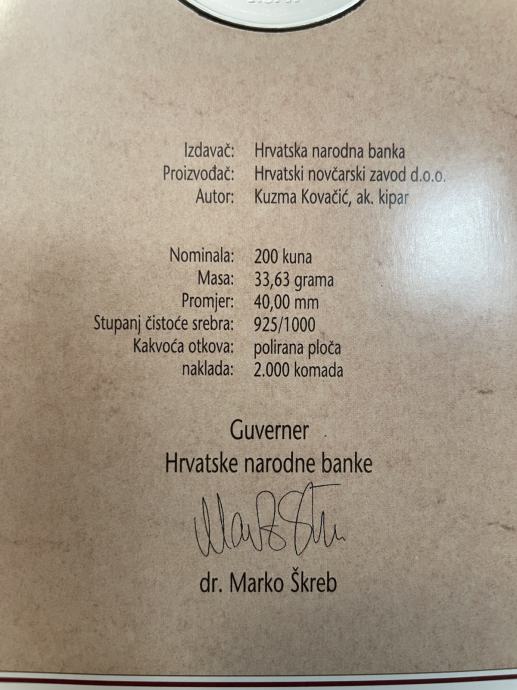 Izdavač: Hrvatska narodna banka
Proizvođač: Hrvatski novčarski zavod d.o.o.
Autor: Kuzma Kovačić, ak. kipar
Nominala: 200 kuna
Masa: 33,63 grama
Promjer: 40,00 mm
Stupanj čistoće srebra: 925/1000
Kakvoća otkova: polirana ploča
naklada: 2.000 komada
Guverner
Hrvatske narodne banke
dr. Marko Škreb